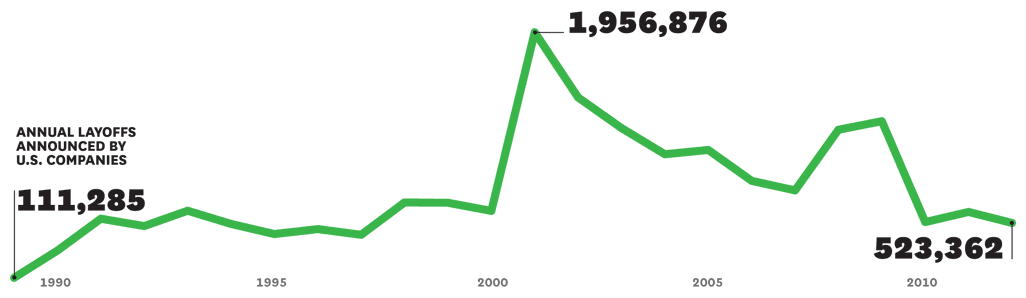 1,956,876
ANNUAL LAYOFFS
ANNOUNCED BY
U.S. COMPANIES
111,285
523,362
1990 1995 2000 2005 2010